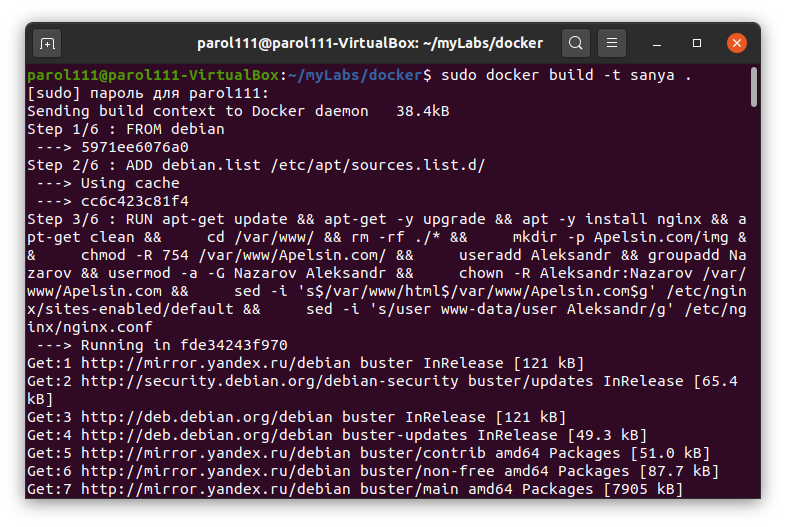 parol111@parol111-VirtualBox: ~/myLabs/docker
parol111@parol111-VirtualBox:~/myLabs/docker$ sudo docker build -t sanya .
[sudo] пароль для parol111:
Sending build context to Docker daemon   38.4kB
Step 1/6 : FROM debian
 ---> 5971ee6076a0
Step 2/6 : ADD debian.list /etc/apt/sources.list.d/
 ---> Using cache
 ---> cc6c423c81f4
Step 3/6 : RUN apt-get update && apt-get -y upgrade && apt -y install nginx && a
pt-get clean &&     cd /var/www/ && rm -rf ./* &&     mkdir -p Apelsin.com/img &
&     chmod -R 754 /var/www/Apelsin.com/ &&     useradd Aleksandr && groupadd Na
zarov && usermod -a -G Nazarov Aleksandr &&     chown -R Aleksandr:Nazarov /var/
www/Apelsin.com &&     sed -i 's$/var/www/html$/var/www/Apelsin.com$g' /etc/ngin
x/sites-enabled/default &&     sed -i 's/user www-data/user Aleksandr/g' /etc/ng
inx/nginx.conf
 ---> Running in fde34243f970
Get:1 http://mirror.yandex.ru/debian buster InRelease [121 kB]
Get:2 http://security.debian.org/debian-security buster/updates InRelease [65.4
kB]
Get:3 http://deb.debian.org/debian buster InRelease [121 kB]
Get:4 http://deb.debian.org/debian buster-updates InRelease [49.3 kB]
Get:5 http://mirror.yandex.ru/debian buster/contrib amd64 Packages [51.0 kB]
Get:6 http://mirror.yandex.ru/debian buster/non-free amd64 Packages [87.7 kB]
Get:7 http://mirror.yandex.ru/debian buster/main amd64 Packages [7905 kB]